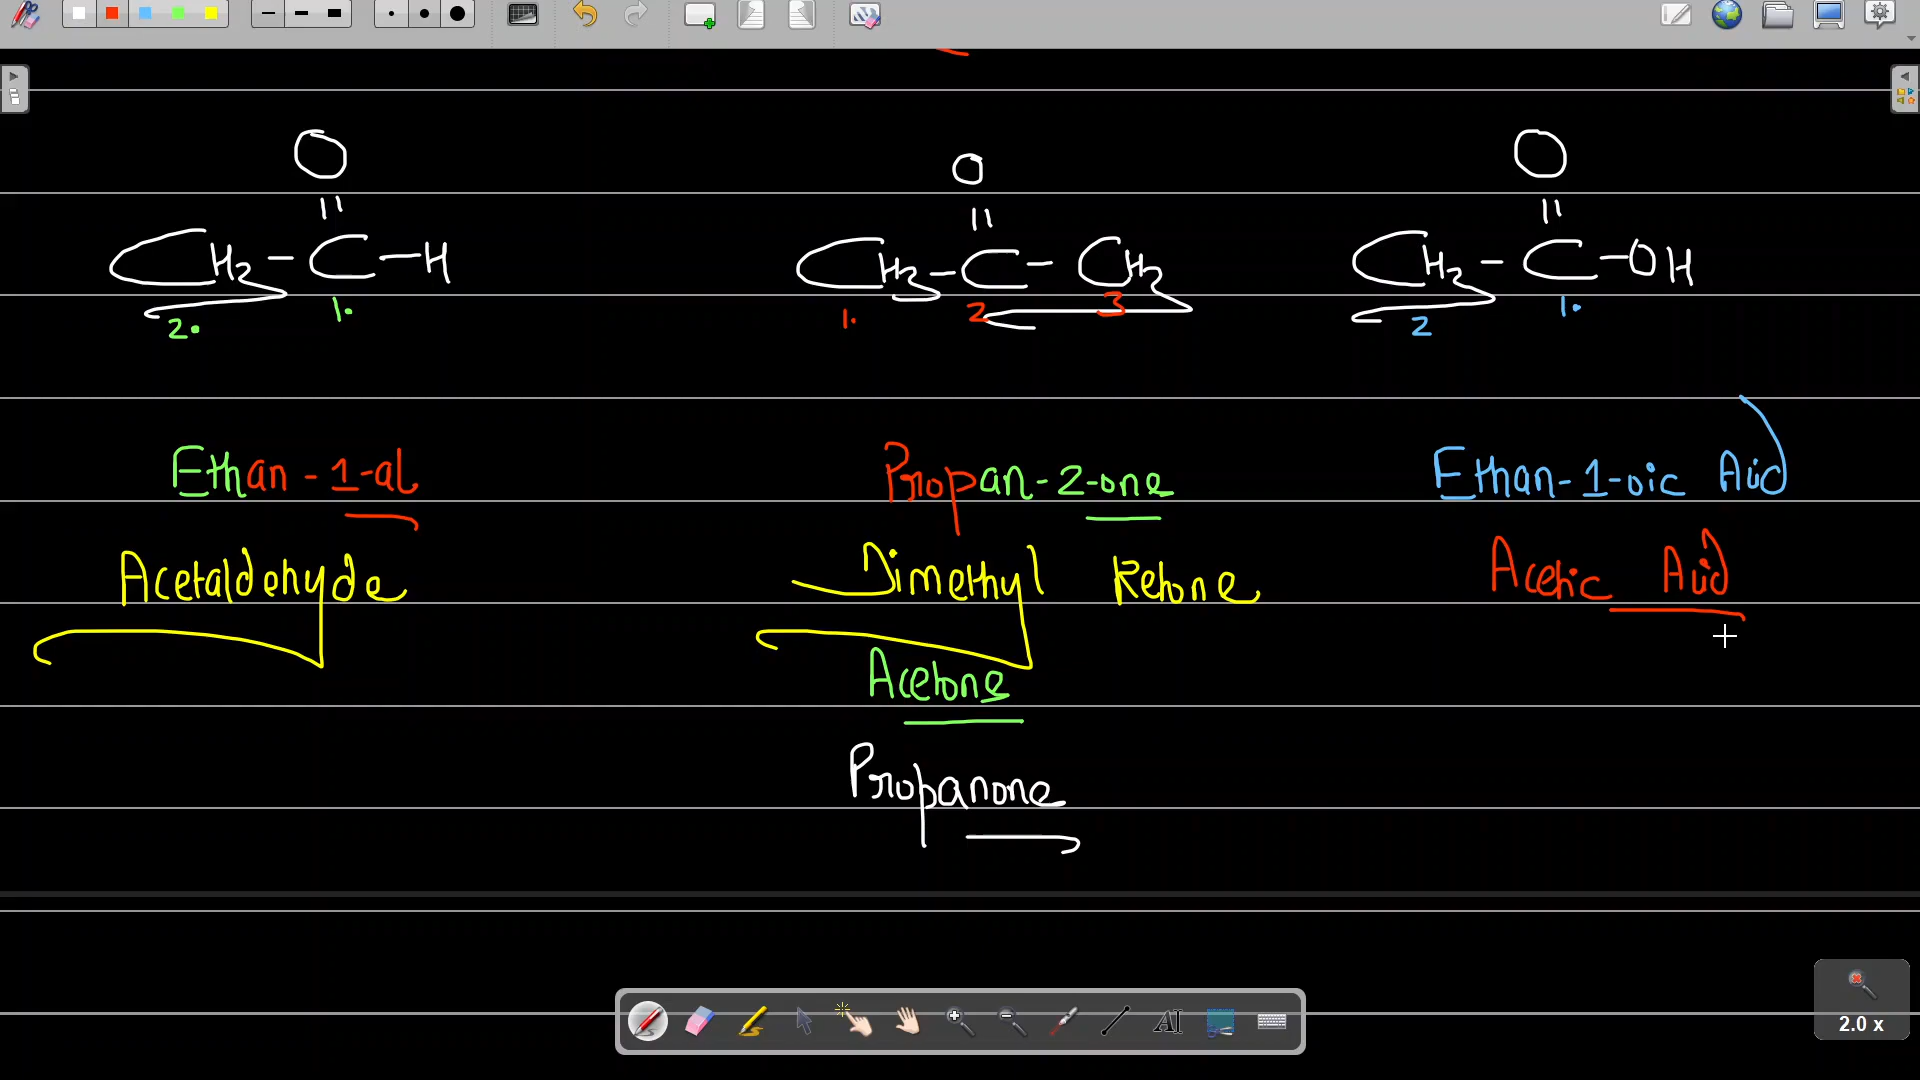 O O O
|| || ||
CH3 - C - H CH3 - C - CH3 CH3 - C - OH
2. 1. 1. 2 3 2 1.
Ethan - 1 - al Propan - 2 - one Ethan - 1 - oic Acid
Acetaldehyde Dimethyl Ketone Acetic Acid
Acetone
Propanone
2.0 x